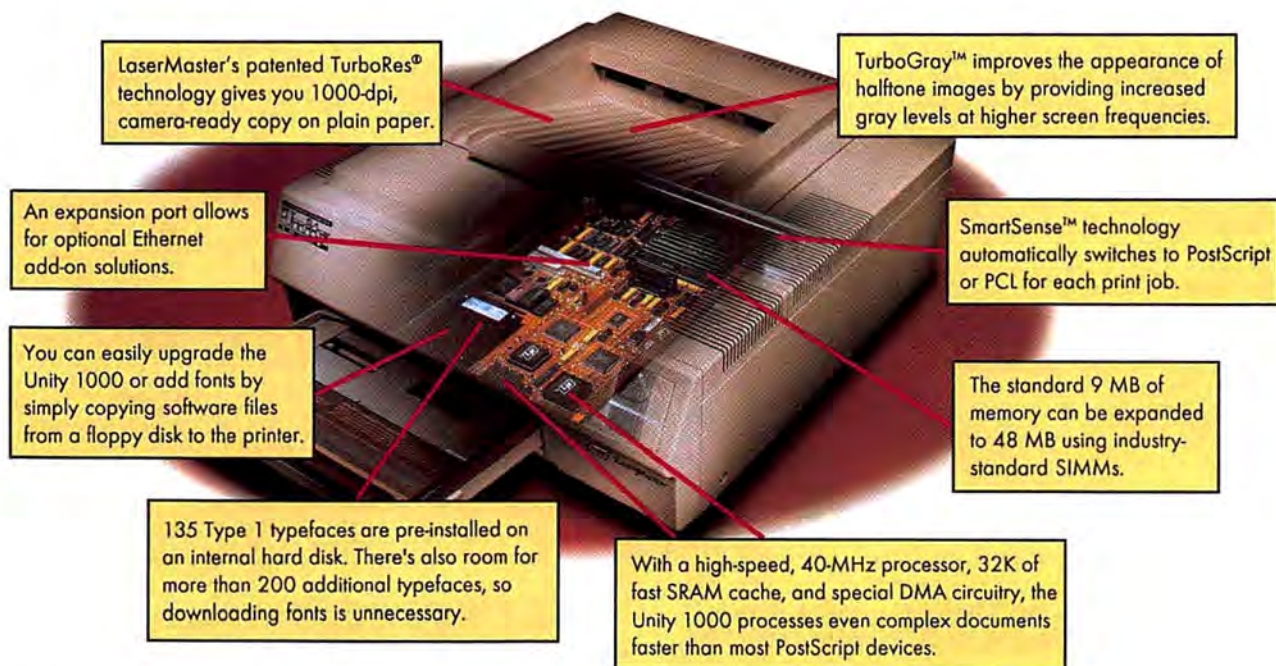 LaserMaster's patented TurboRes®
technology gives you 1000-dpi,
camera-ready copy on plain paper.
TurboGray™ improves the appearance of
halftone images by providing increased
gray levels at higher screen frequencies.
An expansion port allows
for optional Ethernet
add-on solutions.
SmartSense™ technology
automatically switches to PostScript
or PCL for each print job.
You can easily upgrade the
Unity 1000 or add fonts by
simply copying software files
from a floppy disk to the printer.
The standard 9 MB of
memory can be expanded
to 48 MB using industry-
standard SIMMs.
135 Type 1 typefaces are pre-installed on
an internal hard disk. There's also room for
more than 200 additional typefaces, so
downloading fonts is unnecessary.
With a high-speed, 40-MHz processor, 32K of
fast SRAM cache, and special DMA circuitry, the
Unity 1000 processes even complex documents
faster than most PostScript devices.